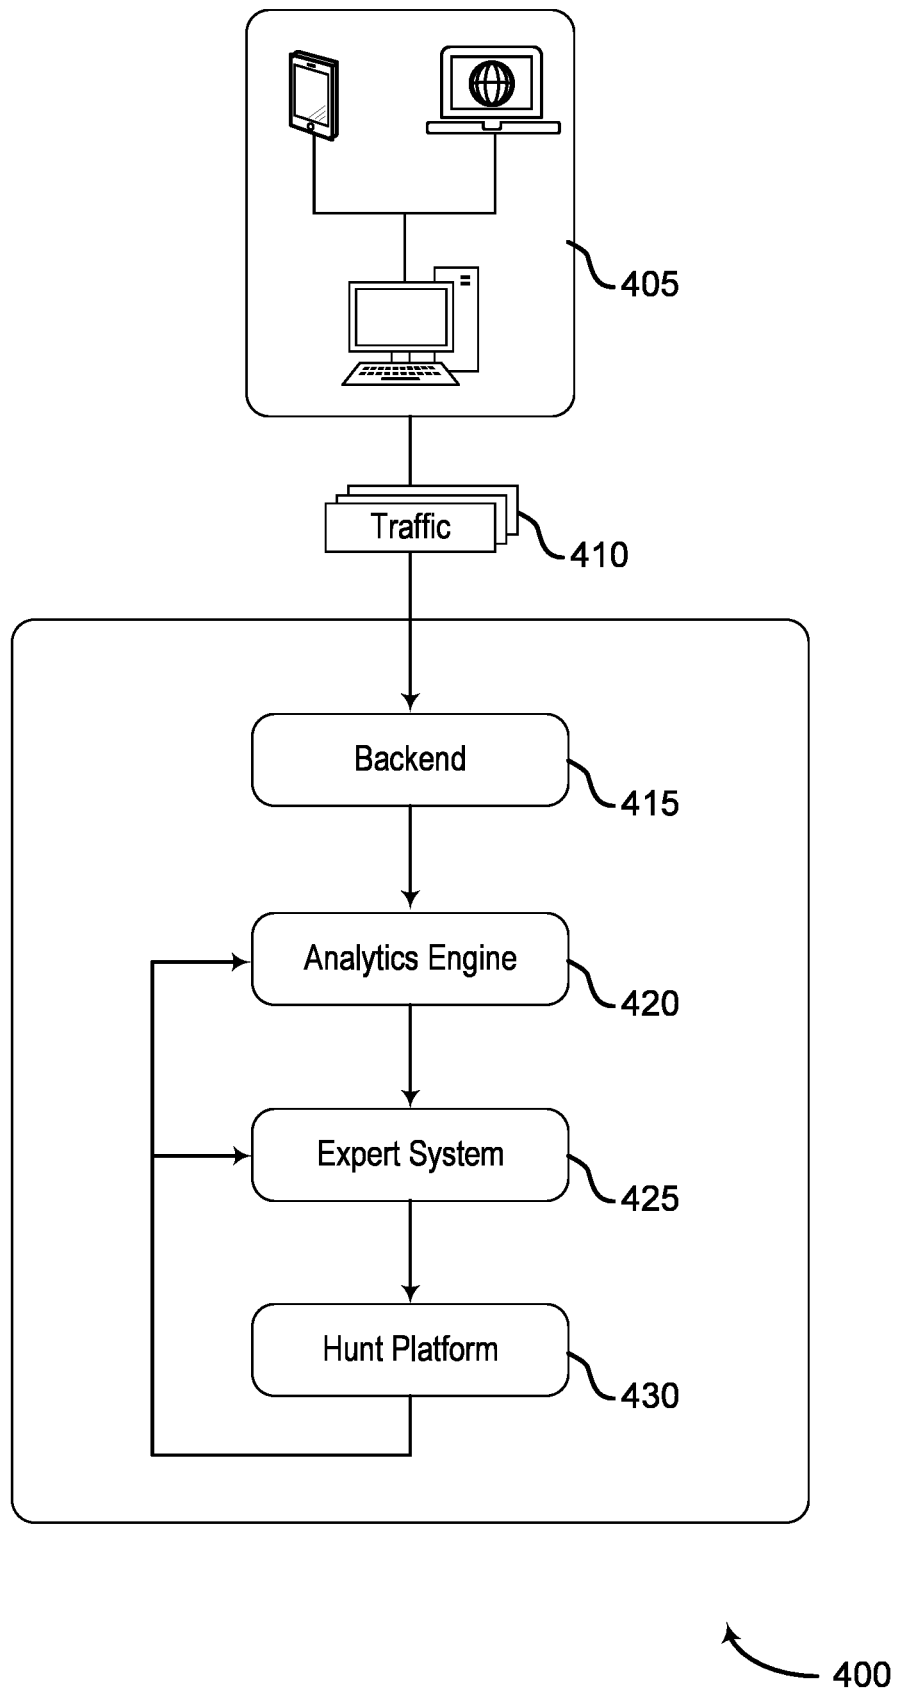 405
Traffic
410
Backend
415
Analytics Engine
420
Expert System
425
Hunt Platform
430
400